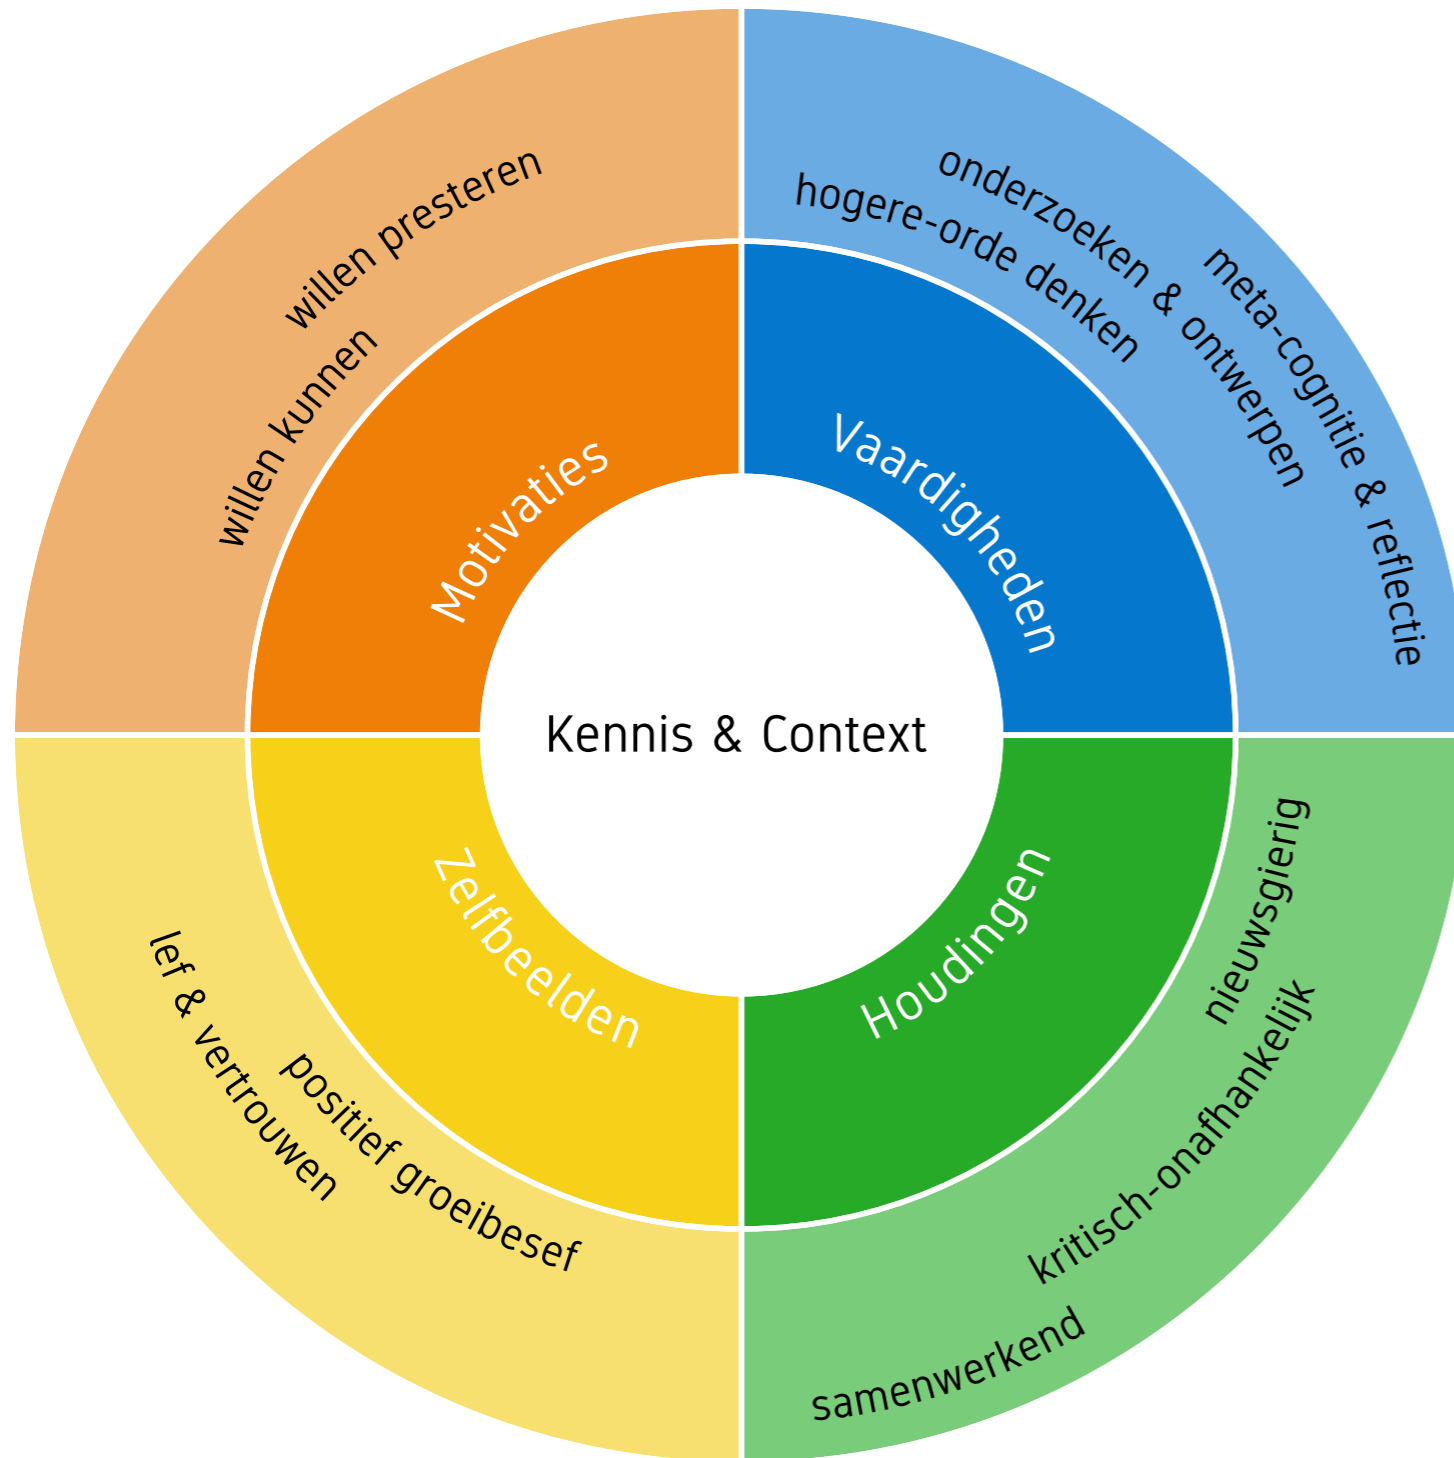 willen presteren
willen kunnen
Motivaties
hogere-orde denken
onderzoeken & ontwerpen
meta-cognitie & reflectie
Vaardigheden
Kennis & Context
Zelfbeelden
lef & vertrouwen
positief groeibesef
Houdingen
nieuwsgierig
kritisch-onafhankelijk
samenwerkend